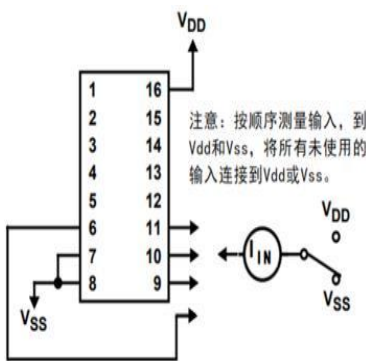 VDD
1 16
2 15
3 14
4 13
5 12
6 11
7 10
8 9
VSS
注意：按顺序测量输入，到
Vdd和Vss，将所有未使用的
输入连接到Vdd或Vss。
IIN
VDD
VSS